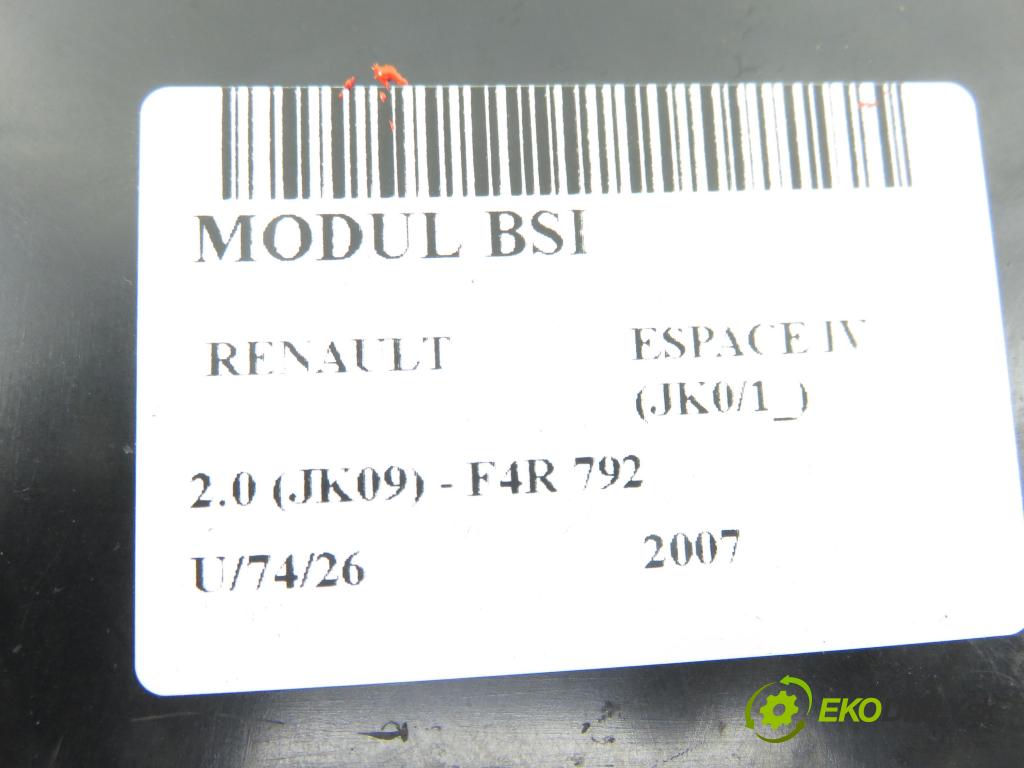 MODUL BSI
RENAULT ESPACE IV
(JK0/1_)
2.0 (JK09) - F4R 792
U/74/26 2007
EKO